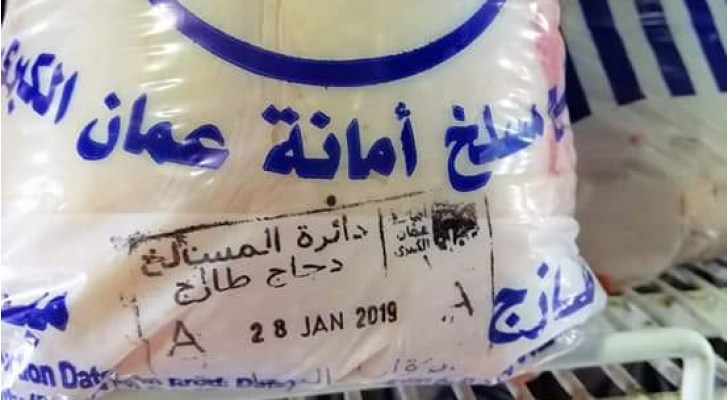 مسلخ أمانة عمان الكبرى
أمانة
عمان
الكبرى
دائرة المسالخ
دجاج طازج
طازج
A 28 JAN 2019 A